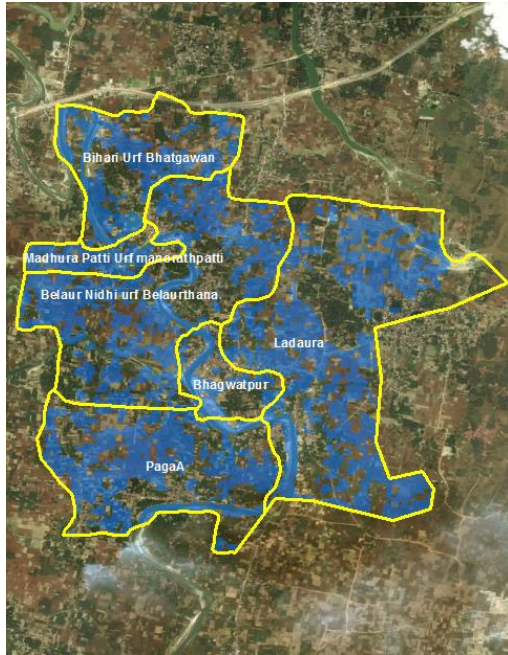 Bihari Urf Bhatgawan
Madhura Patti Urf manorathpatti
Belaur Nidhi urf Belaurthana
Ladaura
Bhagwatpur
PagaA